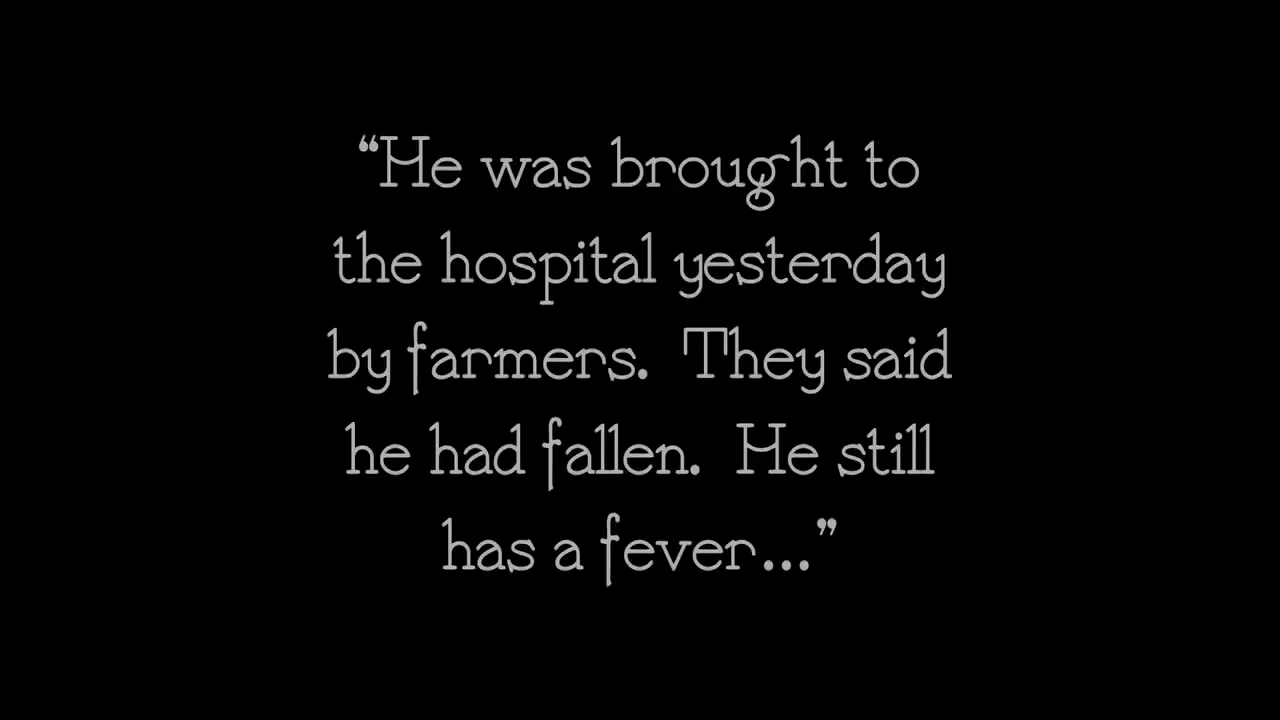 “He was brought to
the hospital yesterday
by farmers.  They said
he had fallen.  He still
has a fever...”